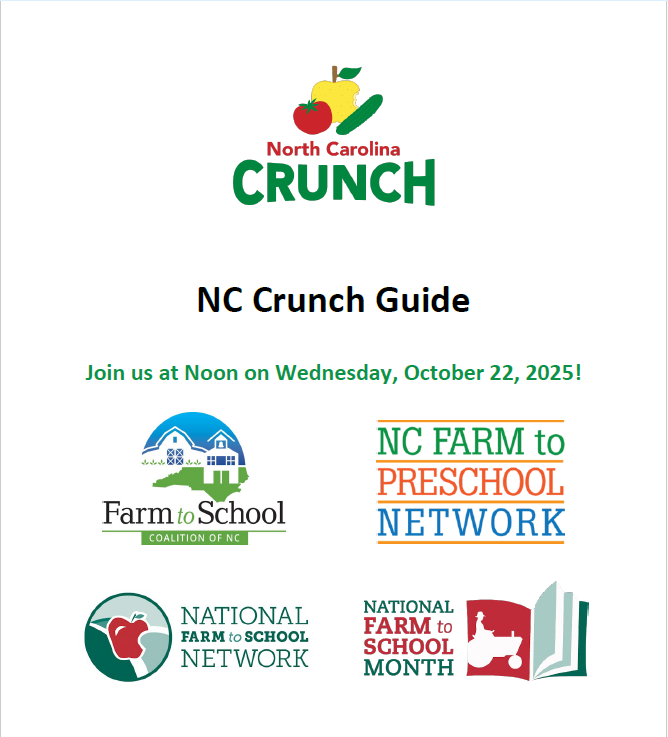 North Carolina
CRUNCH
NC Crunch Guide
Join us at Noon on Wednesday, October 22, 2025!
Farm to School
COALITION OF NC
NC FARM to
PRESCHOOL
NETWORK
NATIONAL
FARM to SCHOOL
NETWORK
NATIONAL
FARM to
SCHOOL
MONTH